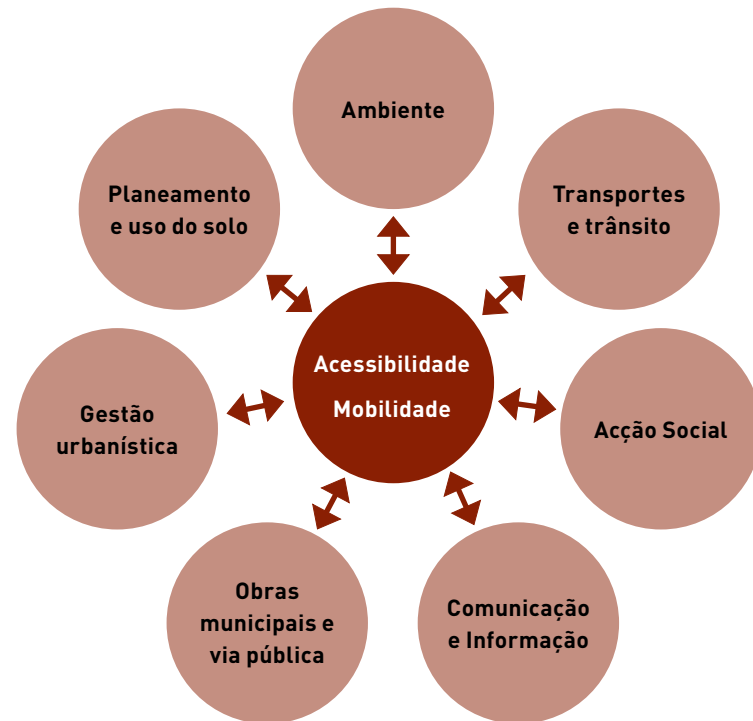 Ambiente
Planeamento
e uso do solo
Transportes
e trânsito
Acessibilidade
Mobilidade
Gestão
urbanística
Acção Social
Obras
municipais e
via pública
Comunicação
e Informação